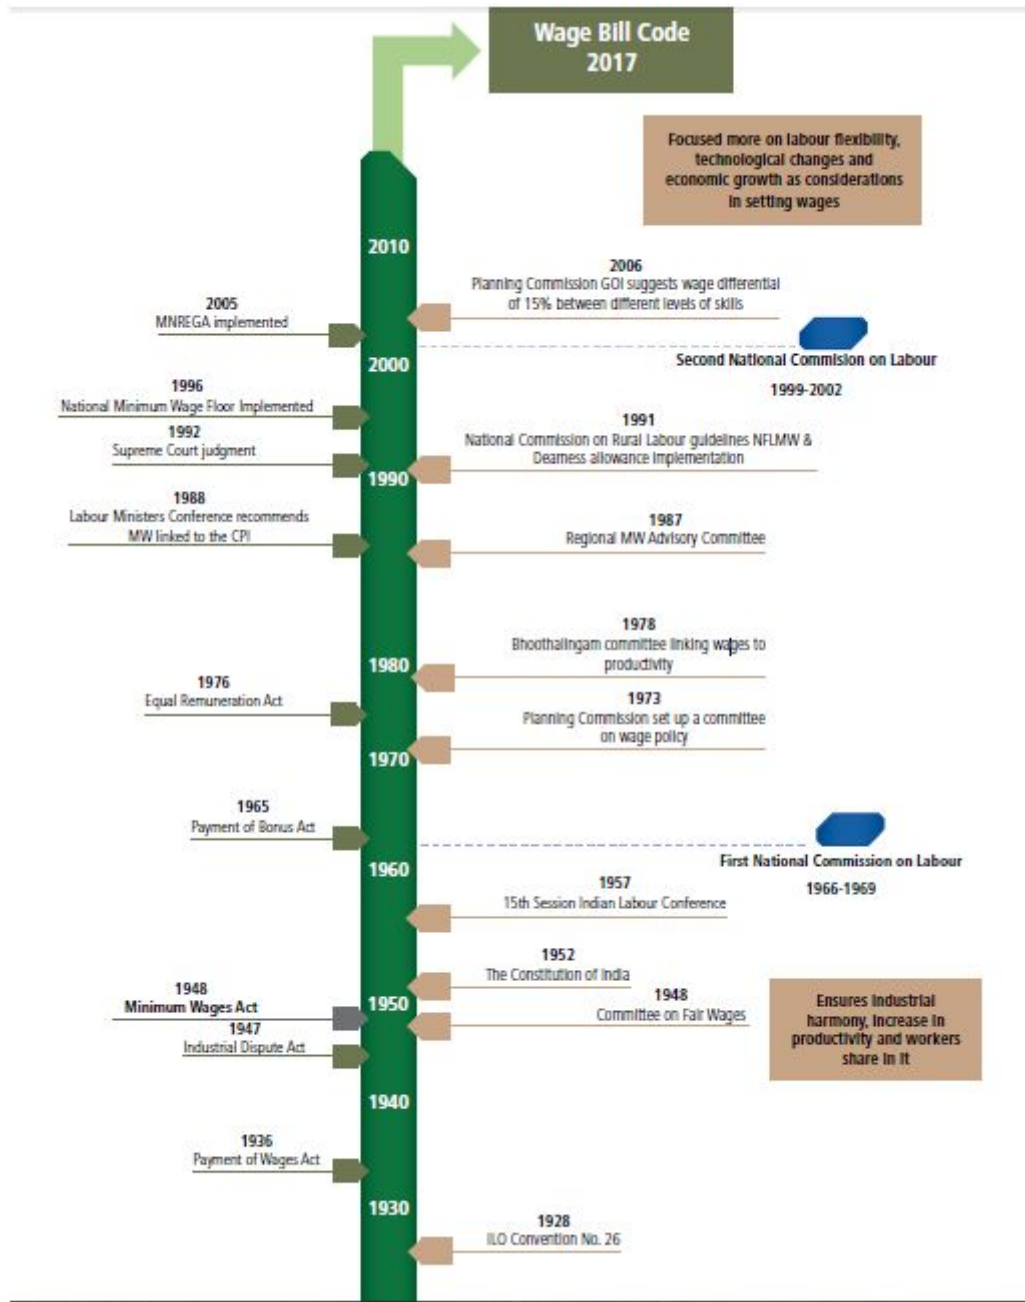 Wage Bill Code
2017
Focused more on labour flexibility,
technological changes and
economic growth as considerations
in setting wages
2010
2006
Planning Commission GOI suggests wage differential
of 15% between different levels of skills
2005
MNREGA implemented
Second National Commision on Labour
1999-2002
2000
1996
National Minimum Wage Floor Implemented
1992
Supreme Court judgment
1991
National Commission on Rural Labour guidelines NFLMW &
Dearness allowance implementation
1990
1988
Labour Ministers Conference recommends
MW linked to the CPI
1987
Regional MW Advisory Committee
1978
Bhoothalingam committee linking wages to
productivity
1980
1976
Equal Remuneration Act
1973
Planning Commission set up a committee
on wage policy
1970
1965
Payment of Bonus Act
First National Commission on Labour
1966-1969
1960
1957
15th Session Indian Labour Conference
1952
The Constitution of India
1948
Minimum Wages Act
1950
1948
Committee on Fair Wages
Ensures industrial
harmony, increase in
productivity and workers
share in it
1947
Industrial Dispute Act
1940
1936
Payment of Wages Act
1930
1928
ILO Convention No. 26